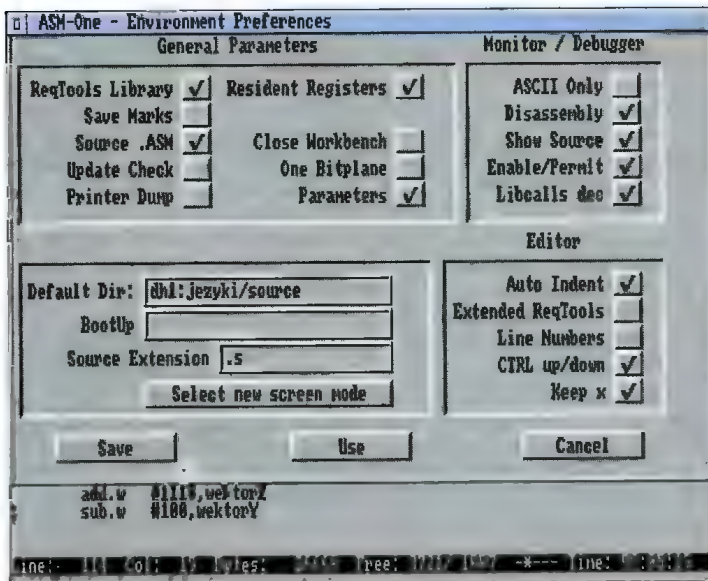 ASM-One - Environment Preferences
General Parameters
ReqTools Library
Resident Registers
Save Marks
Source .ASM
Close Workbench
Update Check
One Bitplane
Printer Dump
Parameters
Monitor / Debugger
ASCII Only
Disassembly
Show Source
Enable/Permit
Libcalls dec
Default Dir: dh1:jezyki/source
BootUp
Source Extension .s
Select new screen mode
Editor
Auto Indent
Extended ReqTools
Line Numbers
CTRL up/down
Keep x
Save
Use
Cancel
add.w
sub.w #100,wektorY